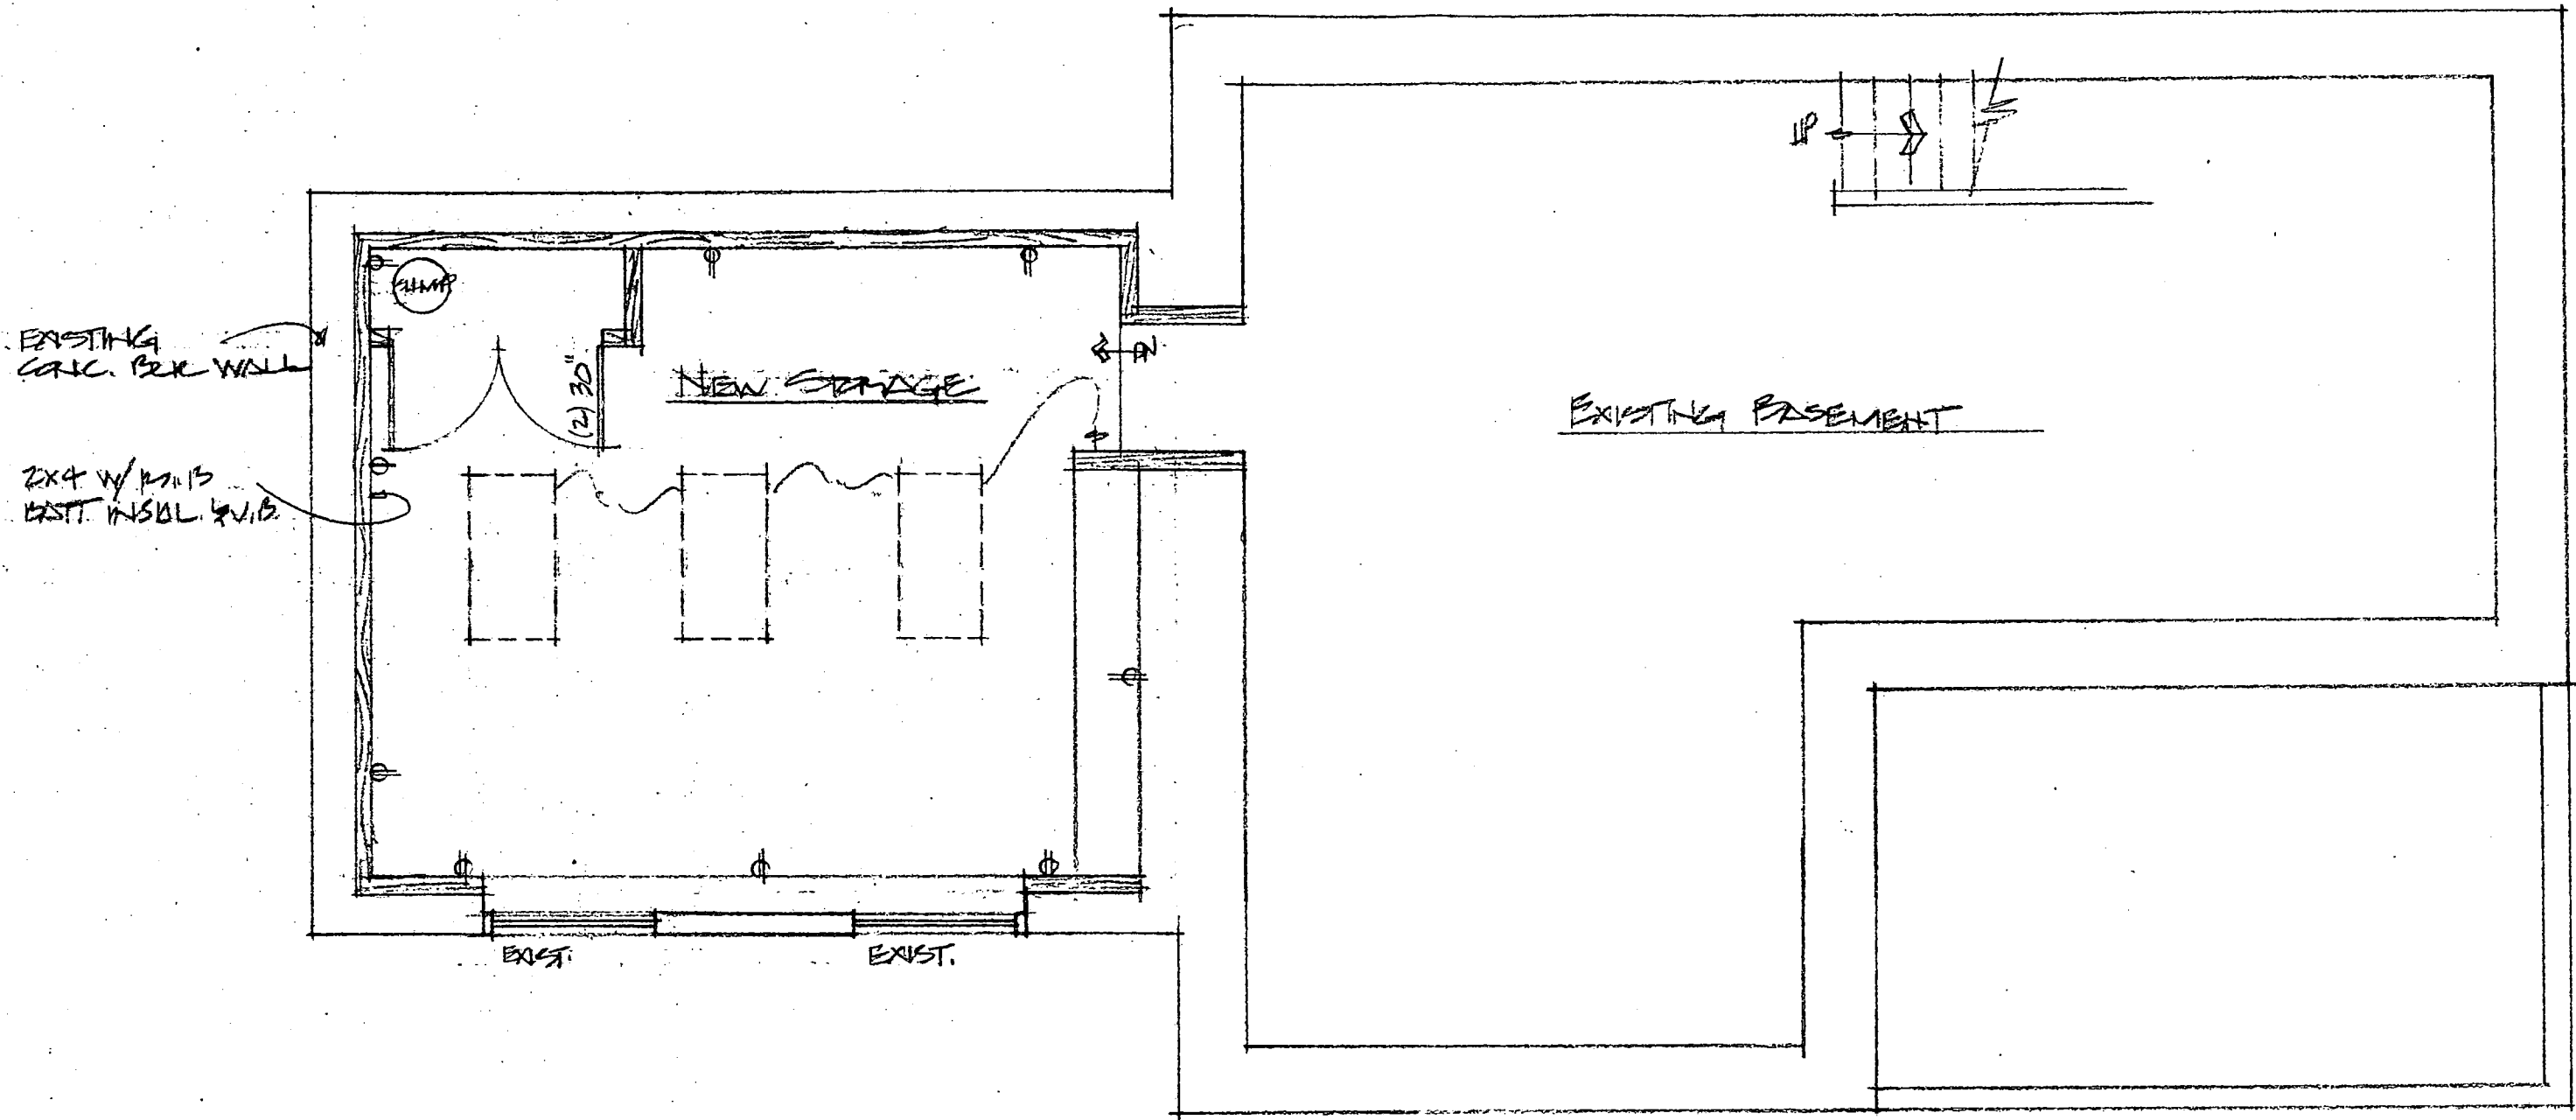 UP
SUMP
EXISTING
CONC. BLK WALL
DN
(2) 30"
NEW STORAGE
EXISTING BASEMENT
2X4 W/
BATT INSUL. & V.B.
EXIST.
EXIST.